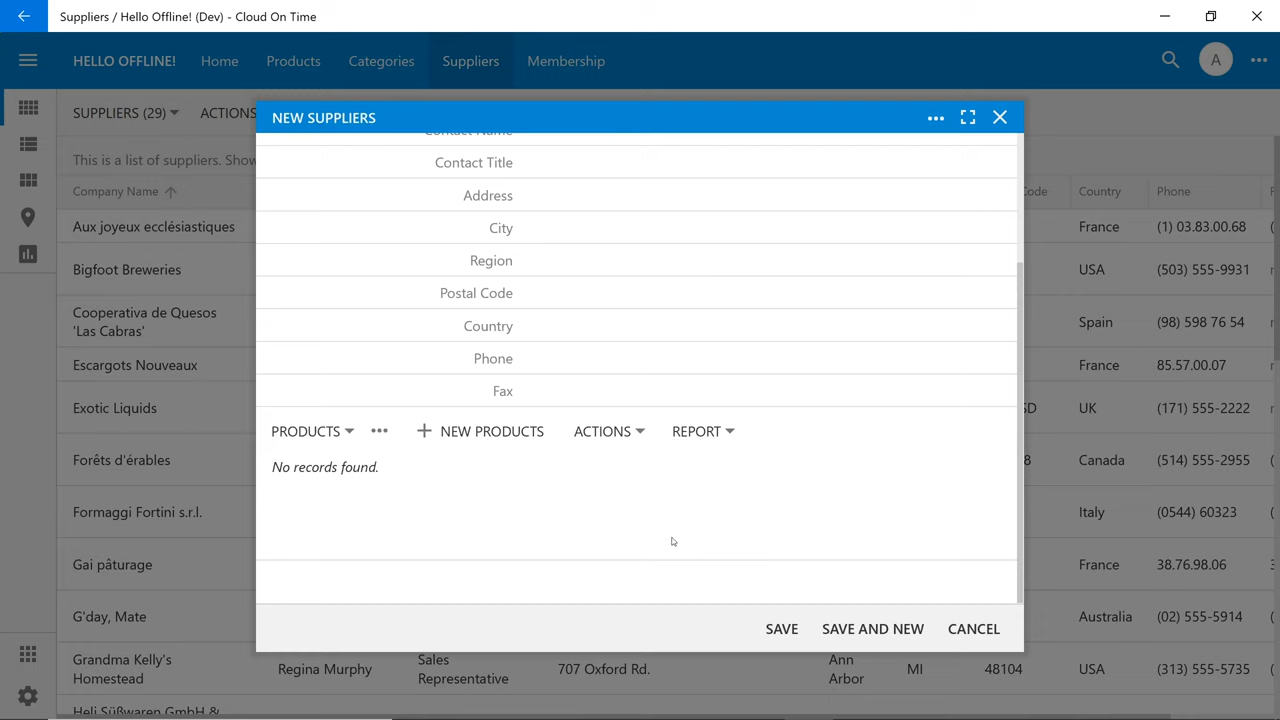 Suppliers / Hello Offline! (Dev) - Cloud On Time
HELLO OFFLINE! Home Products Categories Suppliers Membership A
SUPPLIERS (29) ACTIONS
This is a list of suppliers. Show
NEW SUPPLIERS
Company Name
Code Country Phone
Aux joyeux ecclésiastiques France (1) 03.83.00.68
Bigfoot Breweries USA (503) 555-9931
Cooperativa de Quesos
'Las Cabras' Spain (98) 598 76 54
Escargots Nouveaux France 85.57.00.07
Exotic Liquids UK (171) 555-2222
Forêts d'érables Canada (514) 555-2955
Formaggi Fortini s.r.l. Italy (0544) 60323
Gai pâturage France 38.76.98.06
G'day, Mate Australia (02) 555-5914
Grandma Kelly's
Homestead Regina Murphy Sales
Representative 707 Oxford Rd. Ann
Arbor MI 48104 USA (313) 555-5735
Heli Süßwaren GmbH &
Contact Name
Contact Title
Address
City
Region
Postal Code
Country
Phone
Fax
PRODUCTS NEW PRODUCTS ACTIONS REPORT
No records found.
SAVE SAVE AND NEW CANCEL